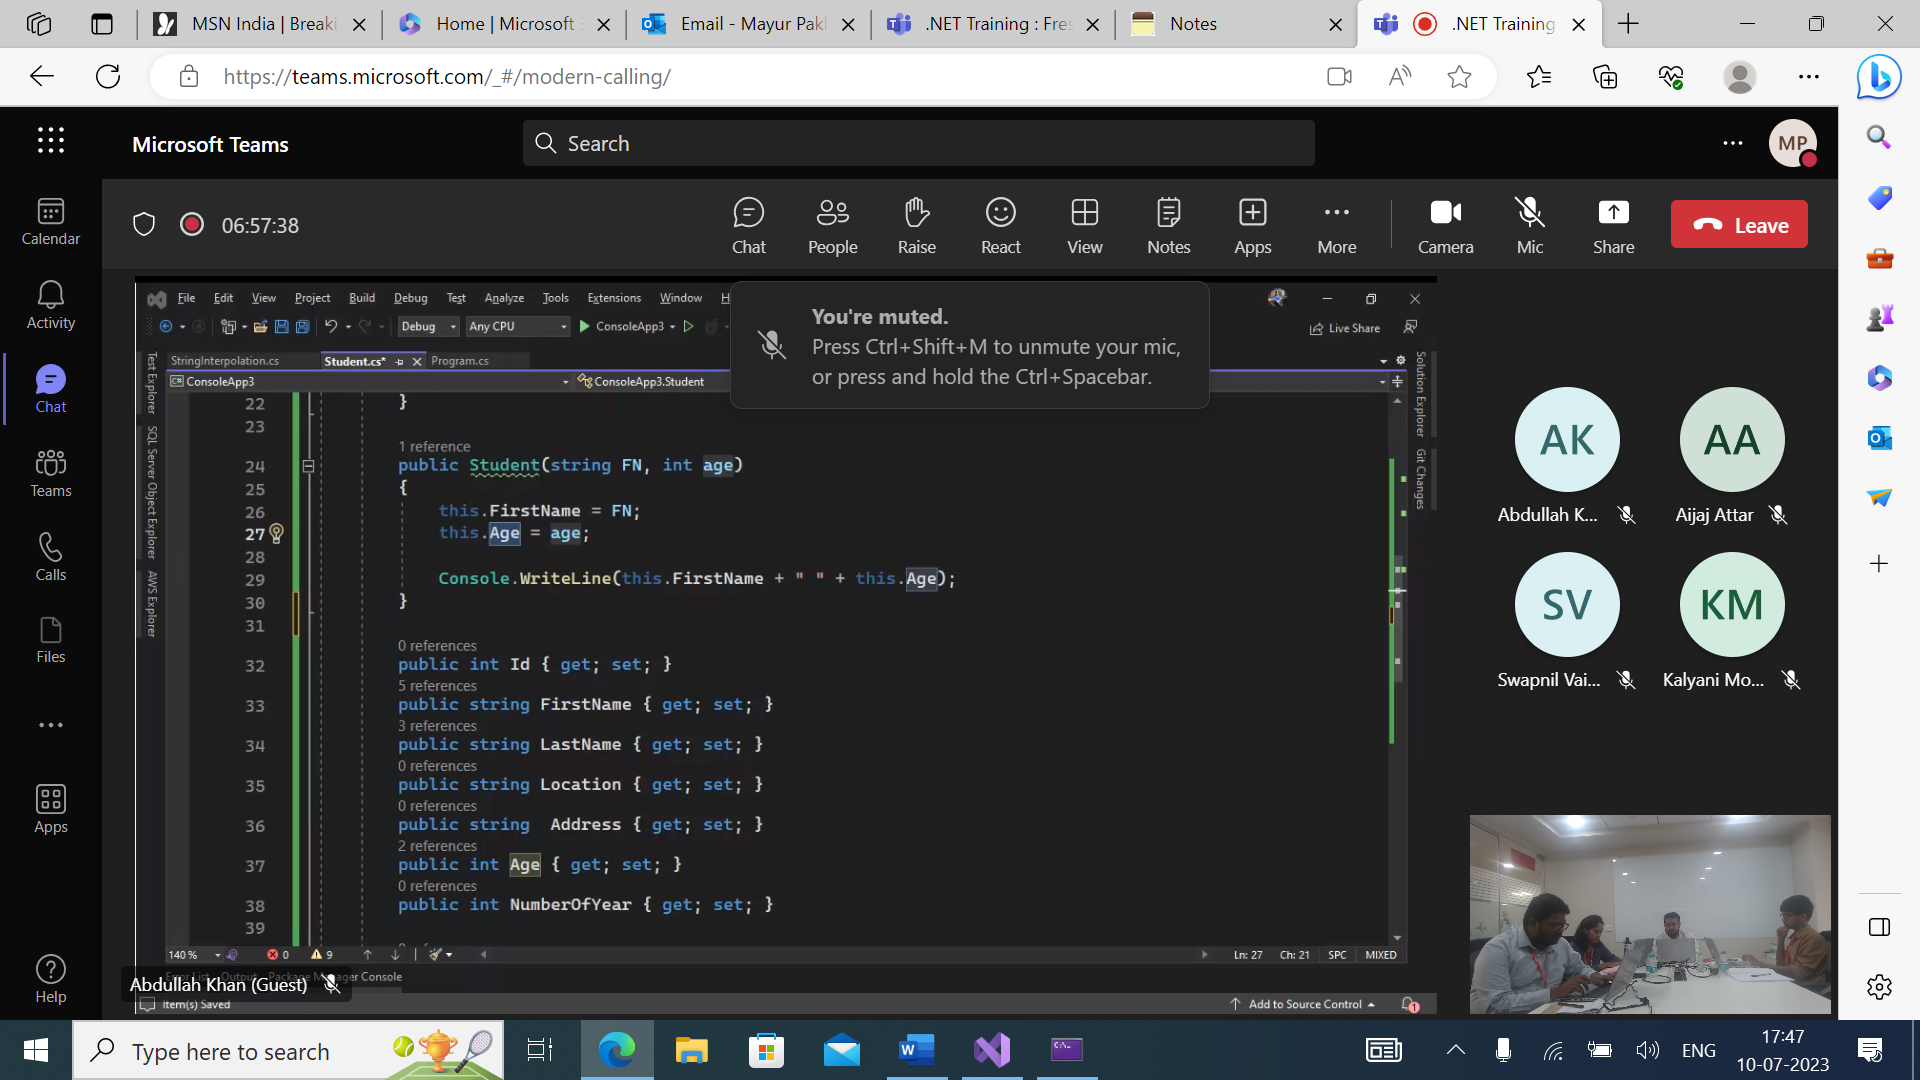 MSN India | Breaki
Home | Microsoft
Email - Mayur Pakh
.NET Training : Fres
Notes
.NET Training
https://teams.microsoft.com/_#/modern-calling/
Microsoft Teams
Search
MP
Calendar
Activity
Chat
Teams
Calls
Files
Apps
Help
06:57:38
Chat
People
Raise
React
View
Notes
Apps
More
Camera
Mic
Share
Leave
File Edit View Project Build Debug Test Analyze Tools Extensions Window H
Debug Any CPU ConsoleApp3
Live Share
You're muted.
Press Ctrl+Shift+M to unmute your mic,
or press and hold the Ctrl+Spacebar.
StringInterpolation.cs Student.cs* Program.cs
ConsoleApp3 ConsoleApp3.Student
Test Explorer
SQL Server Object Explorer
AWS Explorer
Solution Explorer
Git Changes
22 }
23
1 reference
24 public Student(string FN, int age)
25 {
26 this.FirstName = FN;
27 this.Age = age;
28
29 Console.WriteLine(this.FirstName + " " + this.Age);
30 }
31
0 references
32 public int Id { get; set; }
5 references
33 public string FirstName { get; set; }
3 references
34 public string LastName { get; set; }
0 references
35 public string Location { get; set; }
0 references
36 public string  Address { get; set; }
2 references
37 public int Age { get; set; }
0 references
38 public int NumberOfYear { get; set; }
39
140 % 0 9 Ln: 27 Ch: 21 SPC MIXED
Error List Output Package Manager Console
Abdullah Khan (Guest)
Item(s) Saved
Add to Source Control
1
AK
Abdullah K...
AA
Aijaj Attar
SV
Swapnil Vai...
KM
Kalyani Mo...
Type here to search
ENG
17:47
10-07-2023